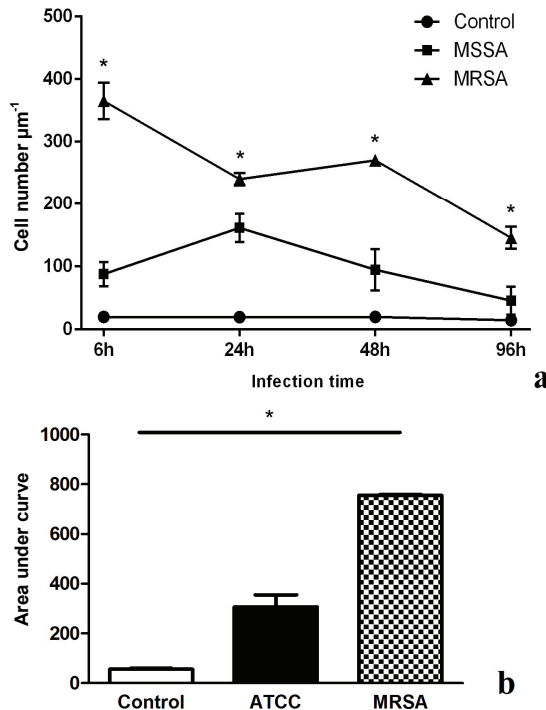 500
400
300
200
100
0
Cell number µm-1
Control
MSSA
MRSA
*
*
*
*
6h
24h
48h
96h
Infection time
a
1000
800
600
400
200
0
Area under curve
*
Control
ATCC
MRSA
b